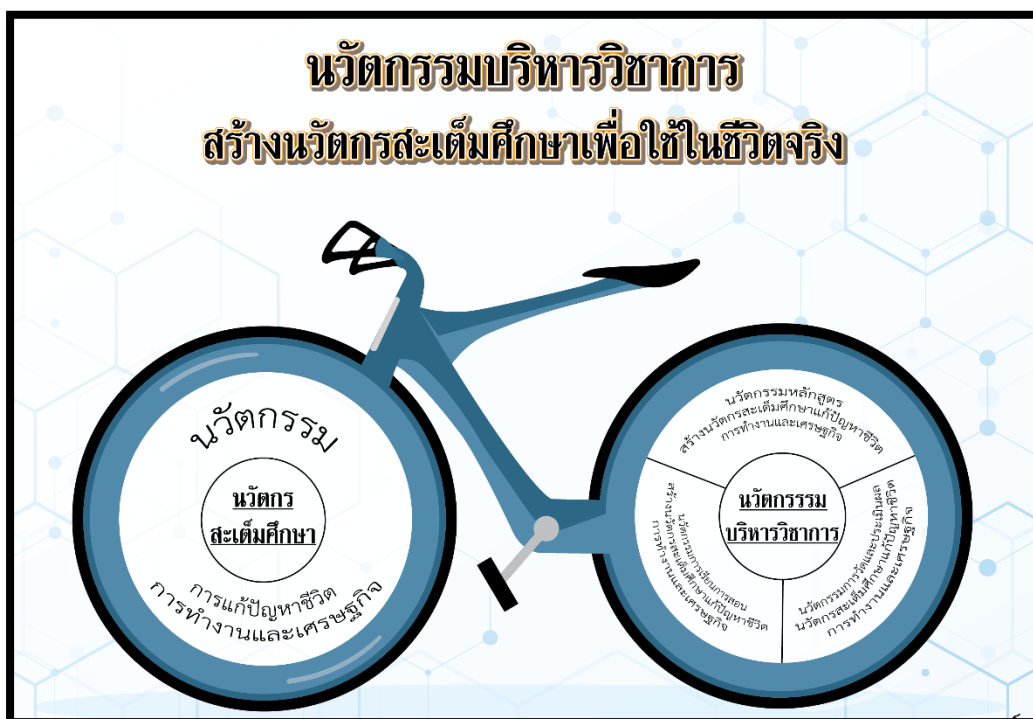 นวัตกรรมบริหารวิชาการ
สร้างนวัตกรสะเต็มศึกษาเพื่อใช้ในชีวิตจริง
นวัตกรรม
นวัตกร
สะเต็มศึกษา
การแก้ปัญหาชีวิต
การทำงานและเศรษฐกิจ
นวัตกรรมหลักสูตร
สร้างนวัตกรสะเต็มศึกษาแก้ปัญหาชีวิต
การทำงานและเศรษฐกิจ
นวัตกรรรม
บริหารวิชาการ
นวัตกรรมการเรียนการสอน
สร้างนวัตกรสะเต็มศึกษาแก้ปัญหาชีวิต
การทำงานและเศรษฐกิจ
นวัตกรรมการวัดและประเมินผล
นวัตกรสะเต็มศึกษาแก้ปัญหาชีวิต
การทำงานและเศรษฐกิจ